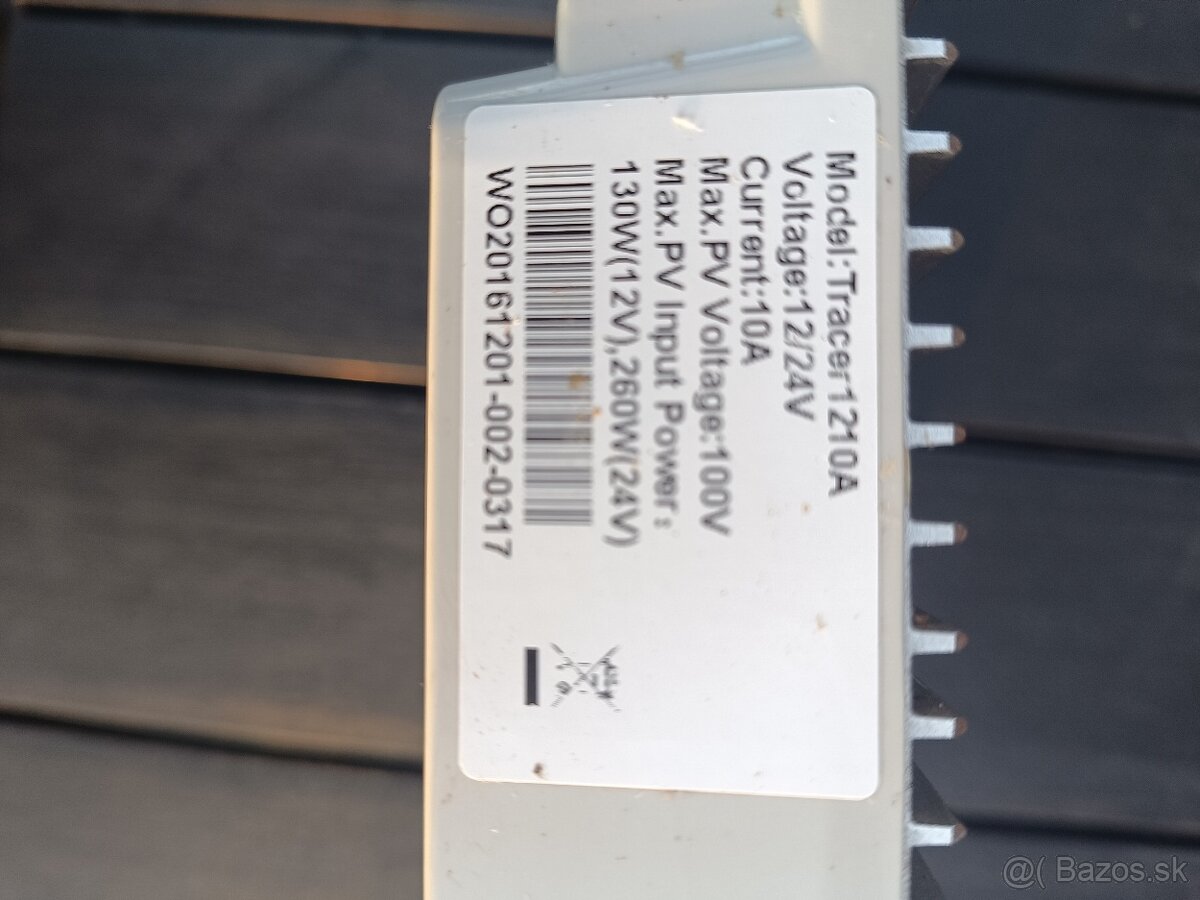 Model:Tracer1210A
Voltage:12/24V
Current:10A
Max.PV Voltage:100V
Max.PV Input Power:
130W(12V),260W(24V)
WO20161201-002-0317
@( Bazos.sk